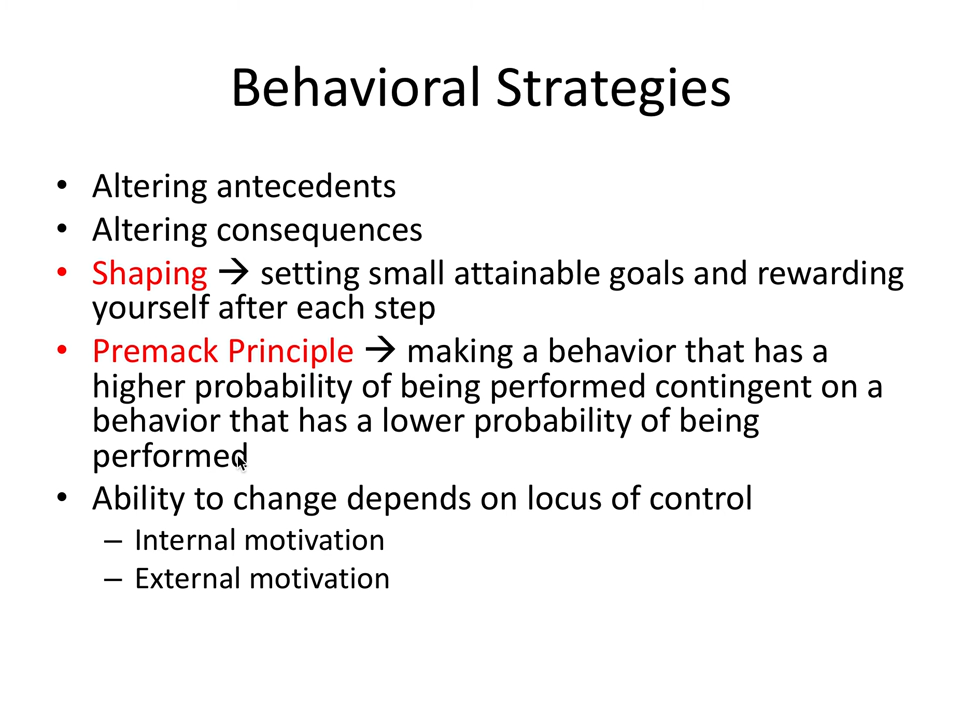 Behavioral Strategies
• Altering antecedents
• Altering consequences
• Shaping → setting small attainable goals and rewarding
yourself after each step
• Premack Principle → making a behavior that has a
higher probability of being performed contingent on a
behavior that has a lower probability of being
performed
• Ability to change depends on locus of control
– Internal motivation
– External motivation